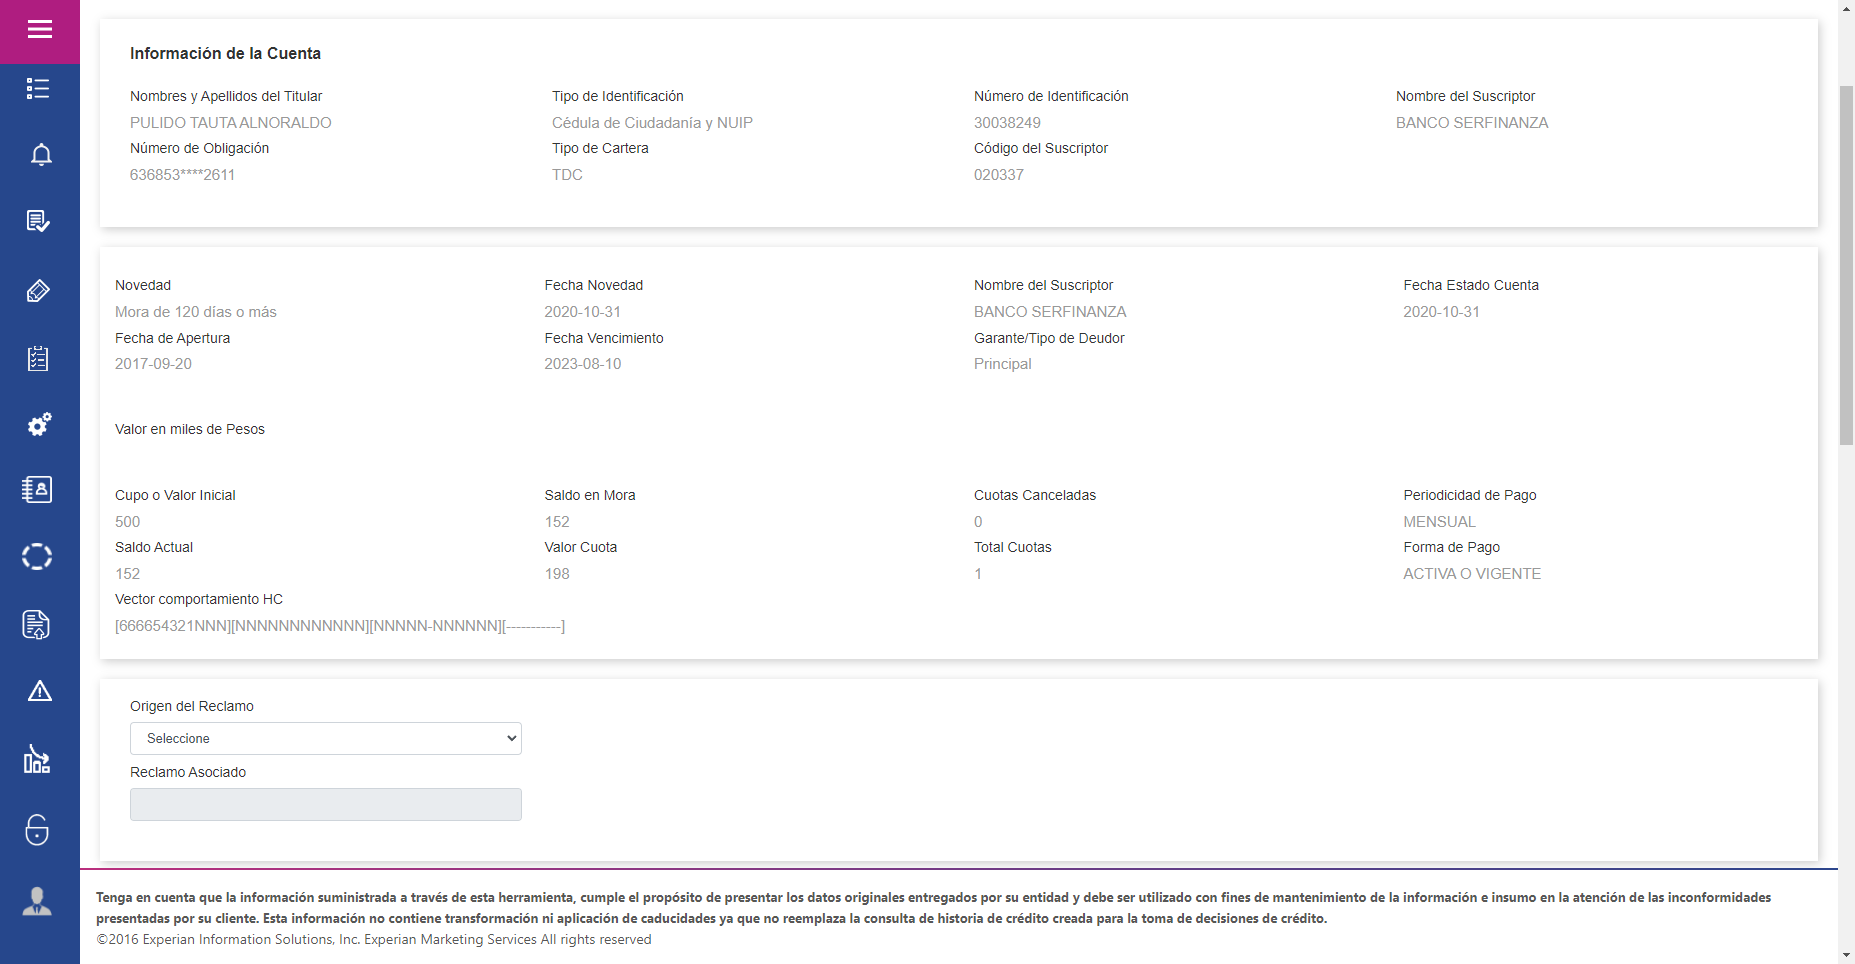 Información de la Cuenta
Nombres y Apellidos del Titular Tipo de Identificación Número de Identificación Nombre del Suscriptor
PULIDO TAUTA ALNORALDO Cédula de Ciudadanía y NUIP 30038249 BANCO SERFINANZA
Número de Obligación Tipo de Cartera Código del Suscriptor
636853****2611 TDC 020337
Novedad Fecha Novedad Nombre del Suscriptor Fecha Estado Cuenta
Mora de 120 días o más 2020-10-31 BANCO SERFINANZA 2020-10-31
Fecha de Apertura Fecha Vencimiento Garante/Tipo de Deudor
2017-09-20 2023-08-10 Principal
Valor en miles de Pesos
Cupo o Valor Inicial Saldo en Mora Cuotas Canceladas Periodicidad de Pago
500 152 0 MENSUAL
Saldo Actual Valor Cuota Total Cuotas Forma de Pago
152 198 1 ACTIVA O VIGENTE
Vector comportamiento HC
[666654321NNN][NNNNNNNNNNNN][NNNNN-NNNNNN][-----------]
Origen del Reclamo
Seleccione
Reclamo Asociado
Tenga en cuenta que la información suministrada a través de esta herramienta, cumple el propósito de presentar los datos originales entregados por su entidad y debe ser utilizado con fines de mantenimiento de la información e insumo en la atención de las inconformidades
presentadas por su cliente. Esta información no contiene transformación ni aplicación de caducidades ya que no reemplaza la consulta de historia de crédito creada para la toma de decisiones de crédito.
©2016 Experian Information Solutions, Inc. Experian Marketing Services All rights reserved